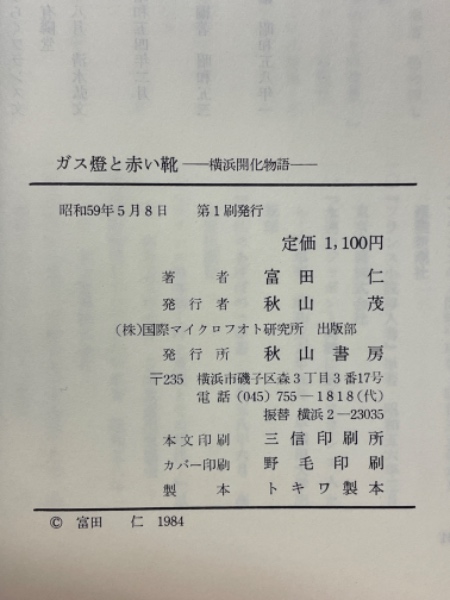 ガス燈と赤い靴 ――横浜開化物語――
昭和59年5月8日 第1刷発行
定価 1,100円
著者 富田仁
発行者 秋山茂
(株)国際マイクロフオト研究所 出版部
発行所 秋山書房
〒235 横浜市磯子区森3丁目3番17号
電話 (045) 755―1818(代)
振替 横浜2―23035
本文印刷 三信印刷所
カバー印刷 野毛印刷
製本 トキワ製本
© 富田 仁 1984